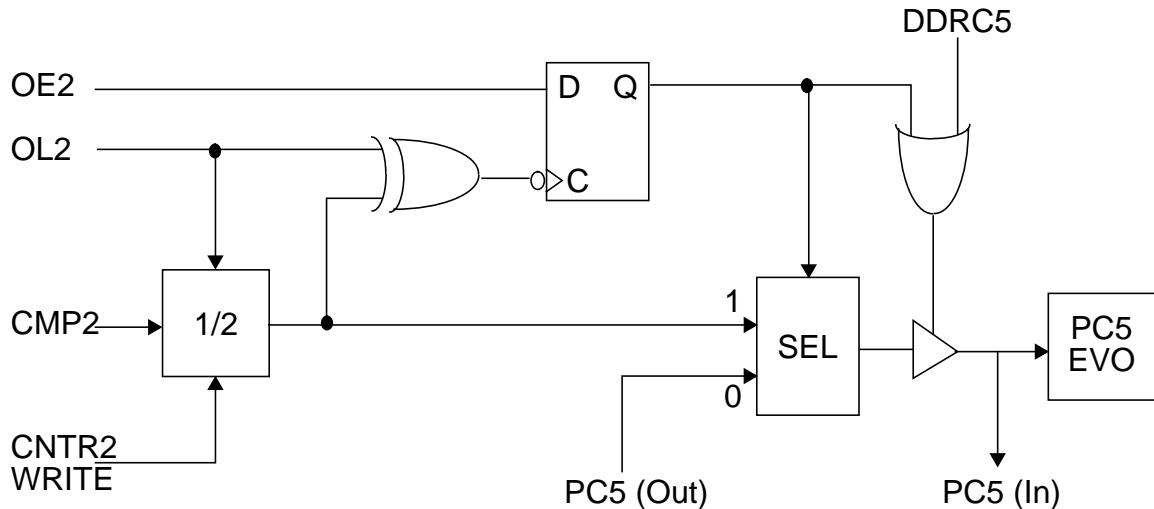 DDRC5
OE2
D Q
OL2
C
CMP2
1/2
1
SEL
PC5
EVO
0
CNTR2
WRITE
PC5 (Out)
PC5 (In)